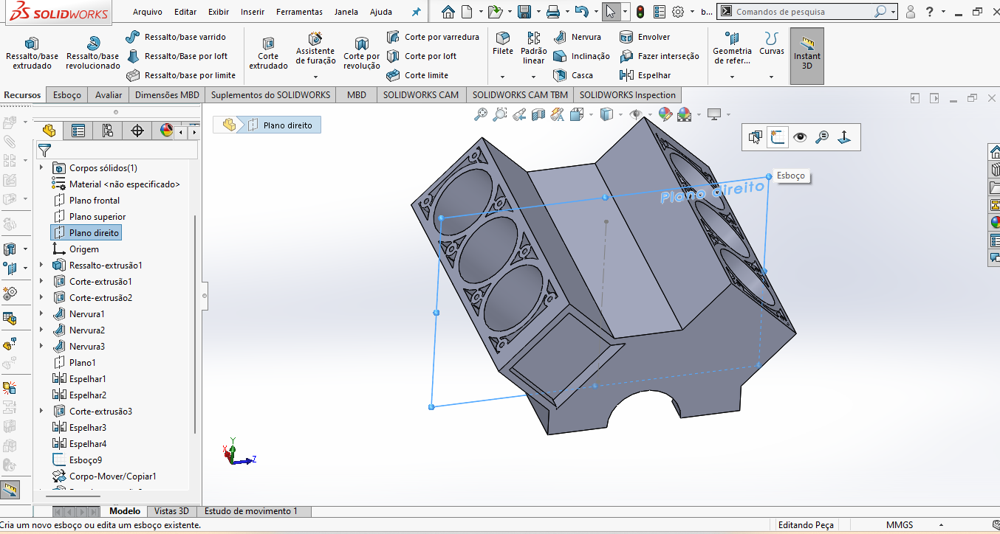 SOLIDWORKS
Arquivo Editar Exibir Inserir Ferramentas Janela Ajuda
b...
Comandos de pesquisa
?
Ressalto/base
extrudado
Ressalto/base
revolucionado
Ressalto/base varrido
Ressalto/Base por loft
Ressalto/base por limite
Corte
extrudado
Assistente
de furação
Corte por
revolução
Corte por varredura
Corte por loft
Corte limite
Filete
Padrão
linear
Nervura
Inclinação
Casca
Envolver
Fazer interseção
Espelhar
Geometria
de refer...
Curvas
Instant
3D
Recursos Esboço Avaliar Dimensões MBD Suplementos do SOLIDWORKS MBD SOLIDWORKS CAM SOLIDWORKS CAM TBM SOLIDWORKS Inspection
Plano direito
Corpos sólidos(1)
Material <não especificado>
Plano frontal
Plano superior
Plano direito
Origem
Ressalto-extrusão1
Corte-extrusão1
Corte-extrusão2
Nervura1
Nervura2
Nervura3
Plano1
Espelhar1
Espelhar2
Corte-extrusão3
Espelhar3
Espelhar4
Esboço9
Corpo-Mover/Copiar1
Esboço
Plano direito
Y
X
Z
Modelo Vistas 3D Estudo de movimento 1
Cria um novo esboço ou edita um esboço existente.
Editando Peça
MMGS